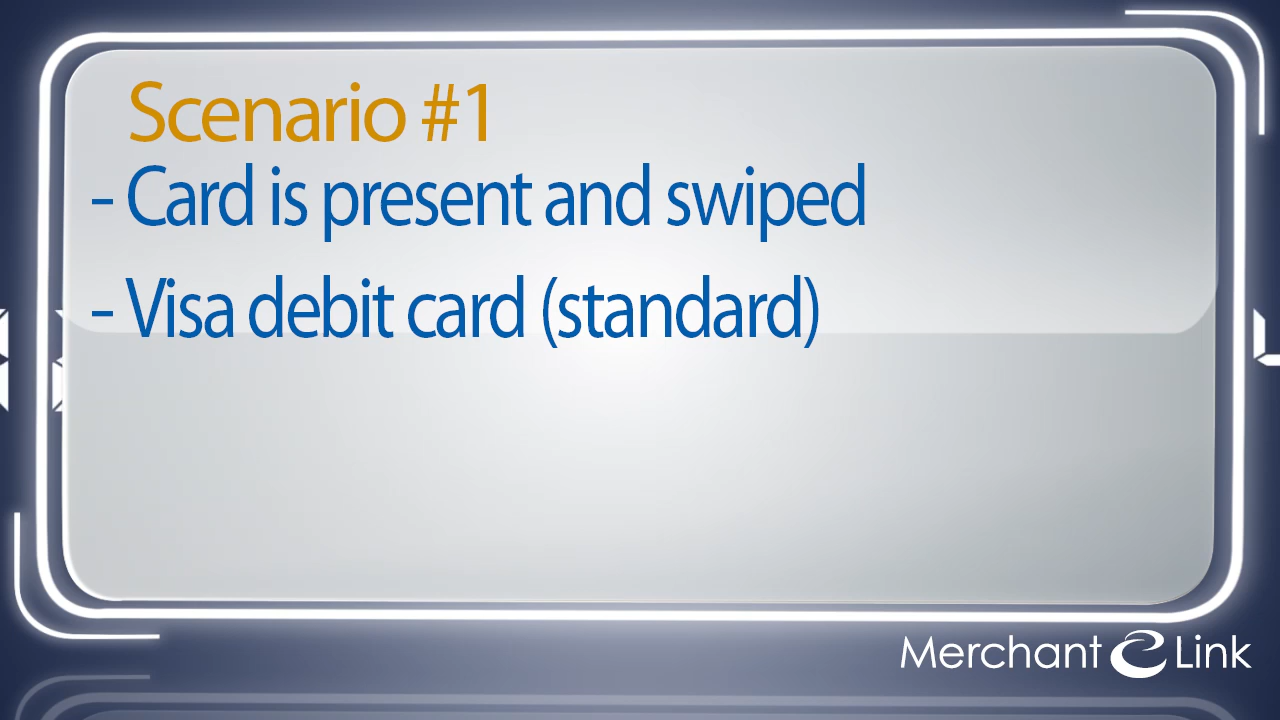 Scenario #1
- Card is present and swiped
- Visa debit card (standard)
Merchant Link